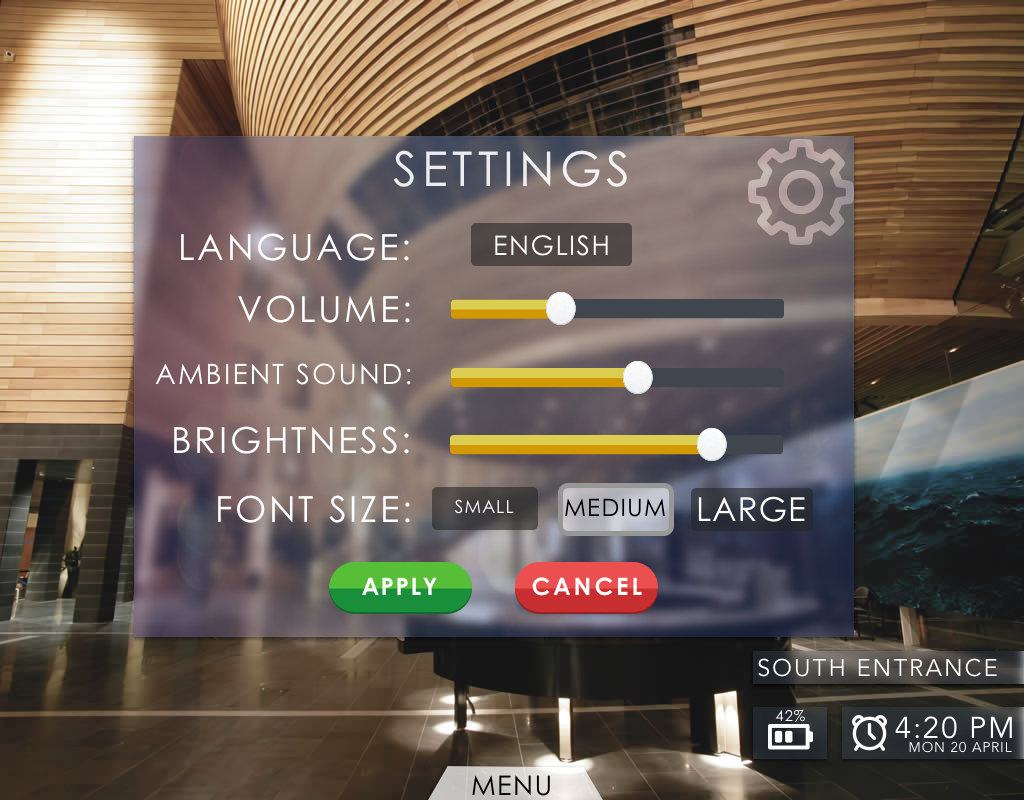 SETTINGS
LANGUAGE: ENGLISH
VOLUME:
AMBIENT SOUND:
BRIGHTNESS:
FONT SIZE: SMALL MEDIUM LARGE
APPLY CANCEL
SOUTH ENTRANCE
42%
4:20 PM
MON 20 APRIL
MENU